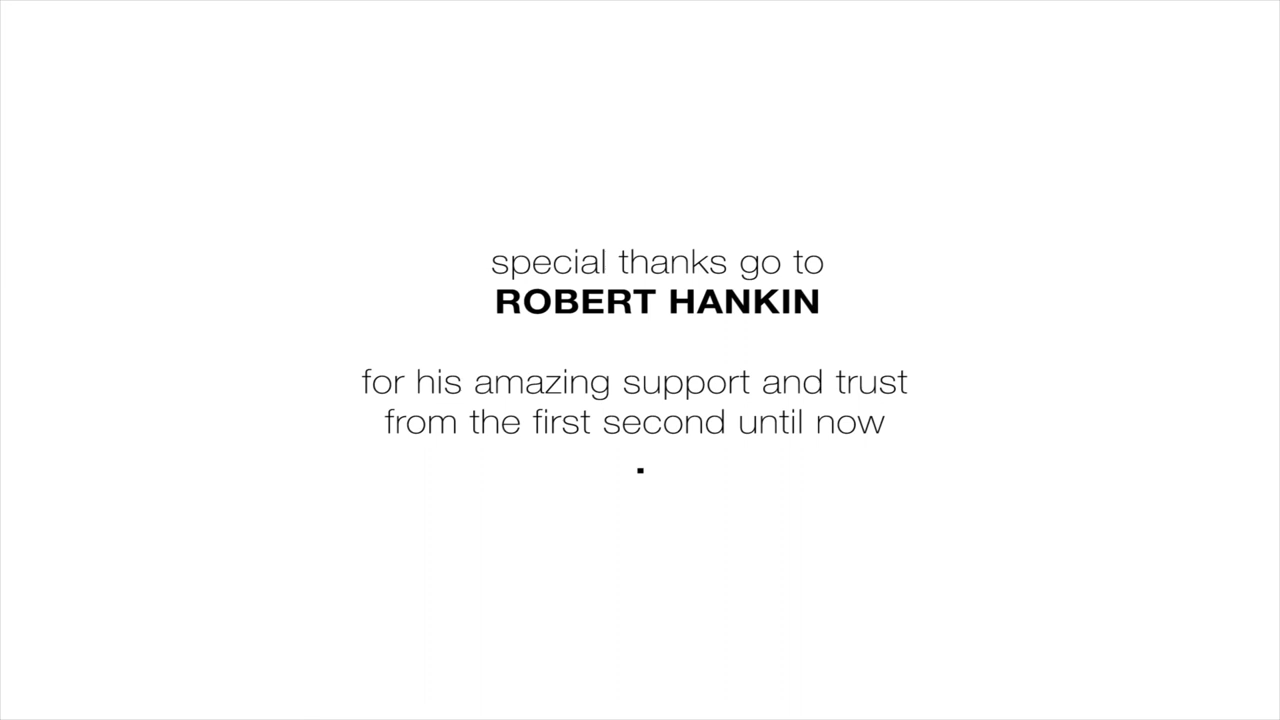 special thanks go to
ROBERT HANKIN
for his amazing support and trust
from the first second until now
.